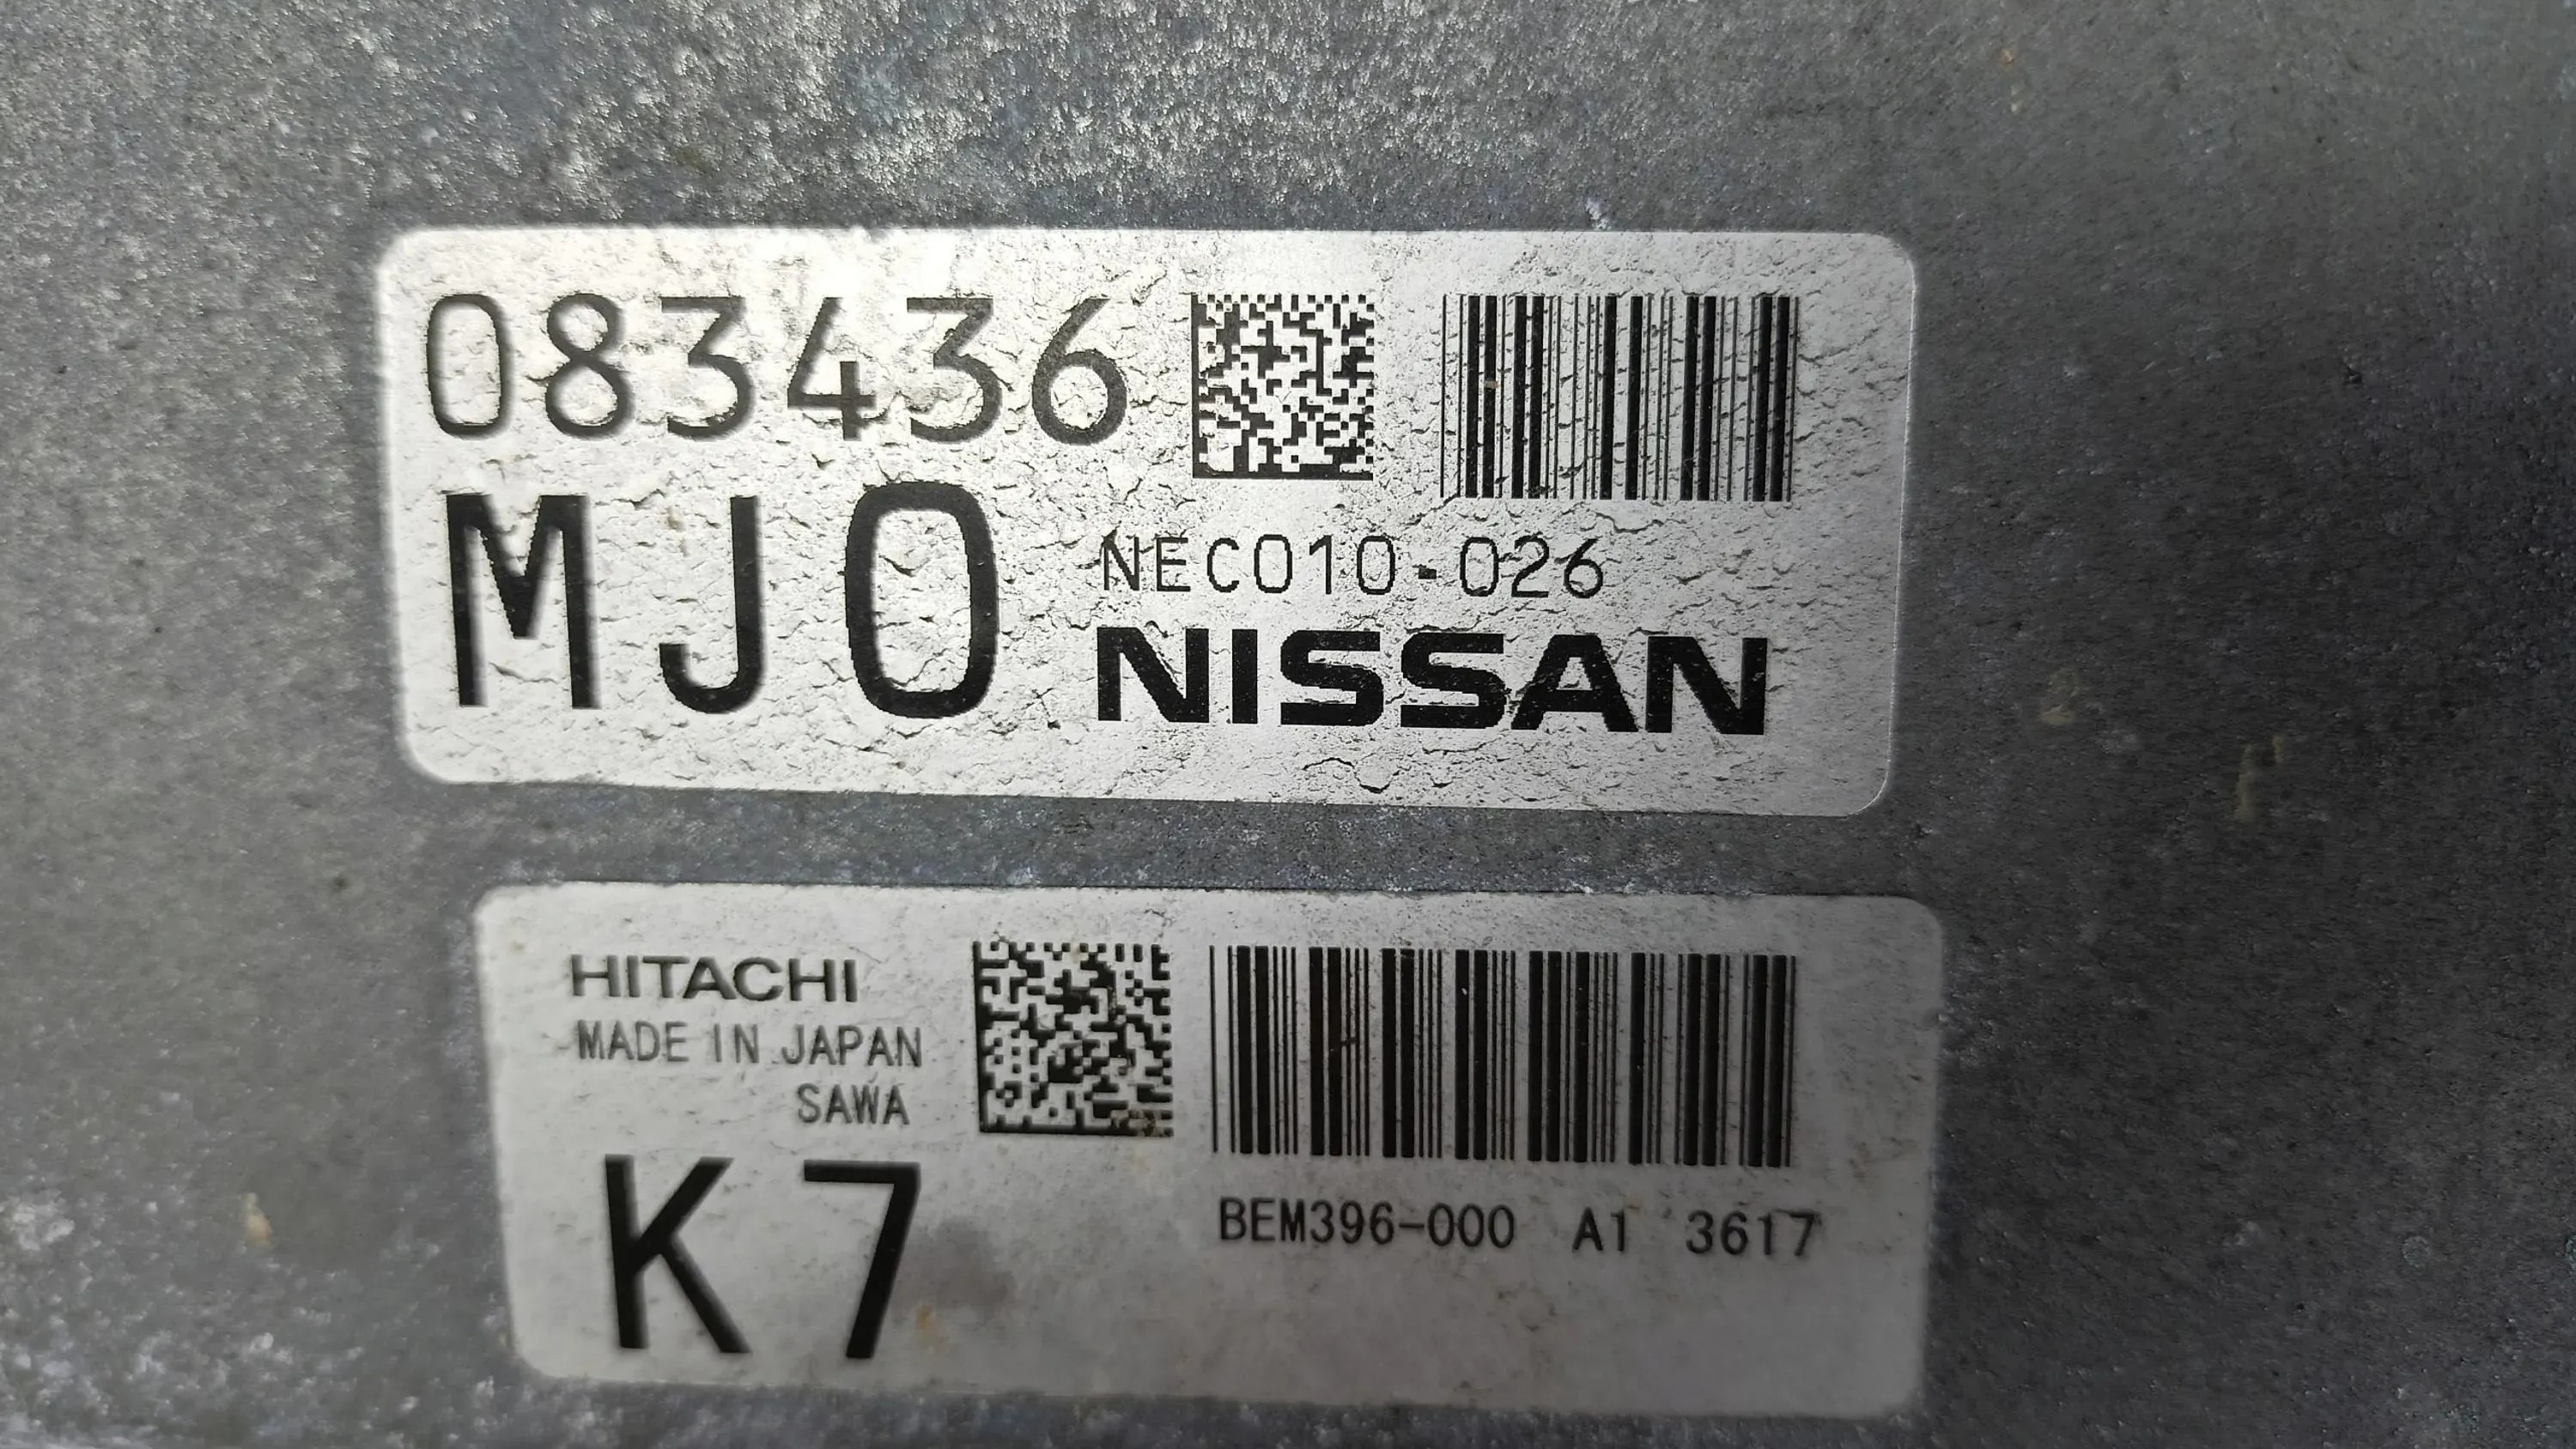 083436
MJ0
NEC010-026
NISSAN
HITACHI
MADE IN JAPAN
SAWA
K7
BEM396-000 A1 3617